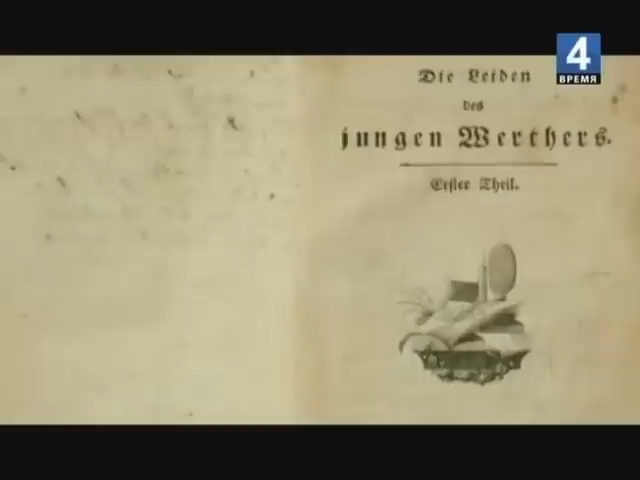 4
ВРЕМЯ
Die Leiden
des
jungen Werthers.
Erster Theil.